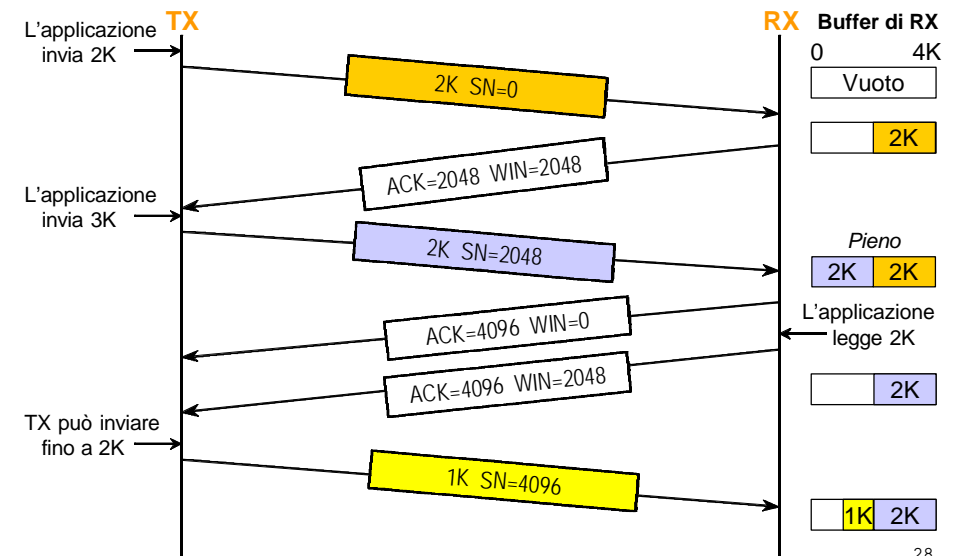 TX
RX
Buffer di RX
L'applicazione
invia 2K
0 4K
Vuoto
2K SN=0
2K
ACK=2048 WIN=2048
L'applicazione
invia 3K
2K SN=2048
Pieno
2K 2K
ACK=4096 WIN=0
L'applicazione
legge 2K
ACK=4096 WIN=2048
2K
TX può inviare
fino a 2K
1K SN=4096
1K 2K
28